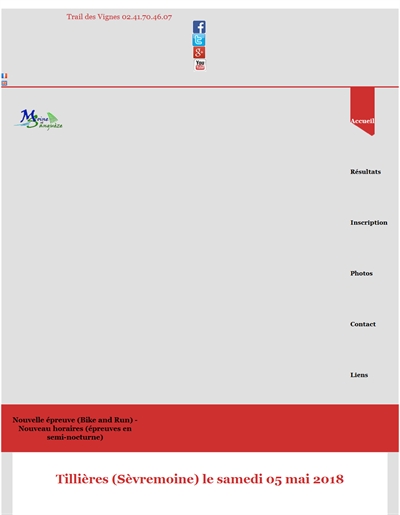 Trail des Vignes 02.41.70.46.07
You
Tube
Moine
Sanguèze
Accueil
Résultats
Inscription
Photos
Contact
Liens
Nouvelle épreuve (Bike and Run) -
Nouveau horaires (épreuves en
semi-nocturne)
Tillières (Sèvremoine) le samedi 05 mai 2018